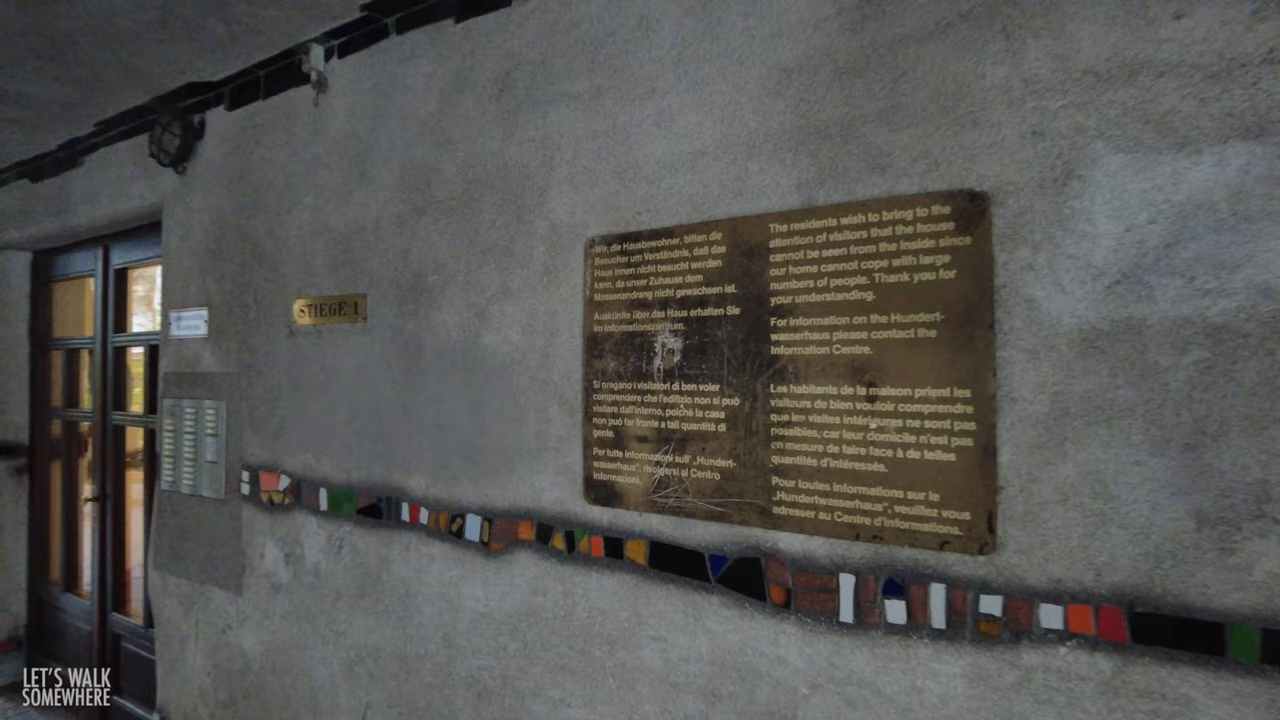 STIEGE 1
Wir, die Hausbewohner, bitten die
Besucher um Verständnis, daß das
Haus innen nicht besucht werden
kann, da unser Zuhause dem
Massenandrang nicht gewachsen ist.
Auskünfte über das Haus erhalten Sie
im Informationszentrum.
The residents wish to bring to the
attention of visitors that the house
cannot be seen from the inside since
our home cannot cope with large
numbers of people. Thank you for
your understanding.
For information on the Hundert-
wasserhaus please contact the
Information Centre.
Si pregano i visitatori di ben voler
comprendere che l'edifizio non si può
visitare dall'interno, poiché la casa
non può far fronte a tali quantità di
gente.
Per tutte informazioni sull' „Hundert-
wasserhaus", rivolgersi al Centro
Informazioni.
Les habitants de la maison prient les
visiteurs de bien vouloir comprendre
que les visites intérieures ne sont pas
possibles, car leur domicile n'est pas
en mesure de faire face à de telles
quantités d'intéressés.
Pour toutes informations sur le
„Hundertwasserhaus", veuillez vous
adresser au Centre d'informations.
LET'S WALK
SOMEWHERE